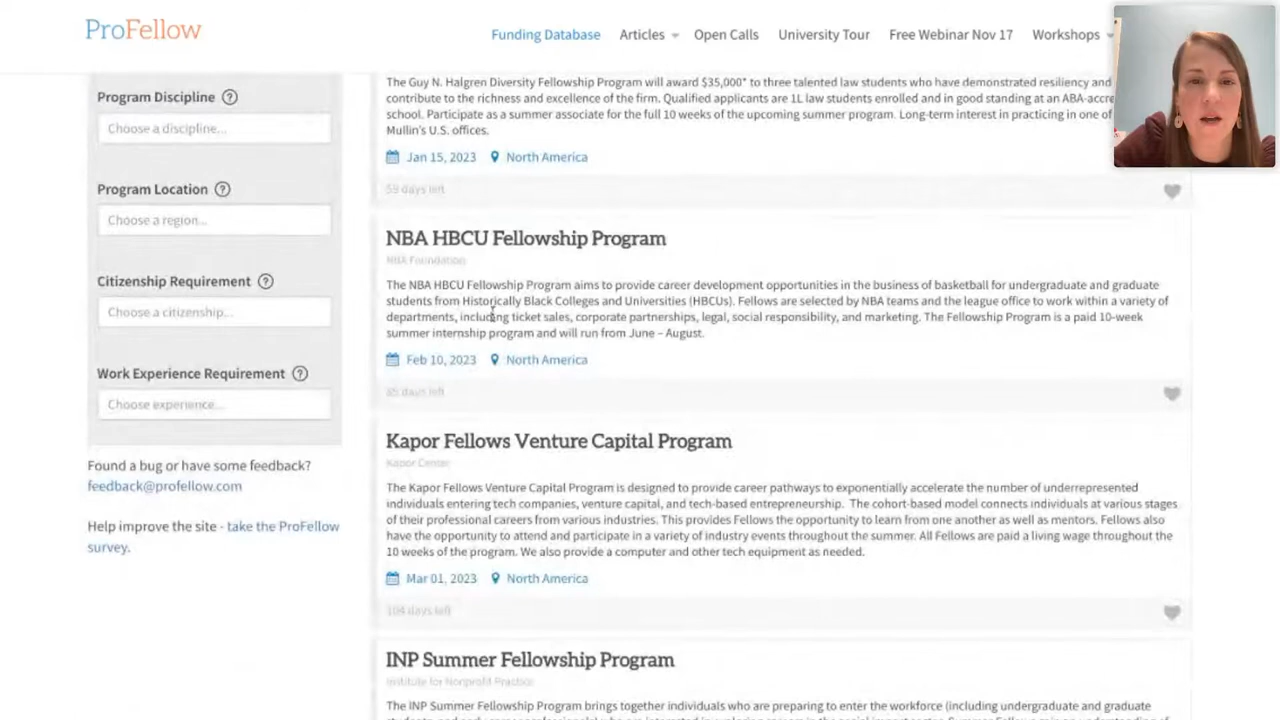 ProFellow
Funding Database Articles Open Calls University Tour Free Webinar Nov 17 Workshops
Program Discipline ?
Choose a discipline...
Program Location ?
Choose a region...
Citizenship Requirement ?
Choose a citizenship...
Work Experience Requirement ?
Choose experience...
Found a bug or have some feedback?
feedback@profellow.com
Help improve the site - take the ProFellow
survey.
The Guy N. Halgren Diversity Fellowship Program will award $35,000* to three talented law students who have demonstrated resiliency and
contribute to the richness and excellence of the firm. Qualified applicants are 1L law students enrolled and in good standing at an ABA-accre
school. Participate as a summer associate for the full 10 weeks of the upcoming summer program. Long-term interest in practicing in one of
Mullin's U.S. offices.
Jan 15, 2023 North America
days left
NBA HBCU Fellowship Program
NBA Foundation
The NBA HBCU Fellowship Program aims to provide career development opportunities in the business of basketball for undergraduate and graduate
students from Historically Black Colleges and Universities (HBCUs). Fellows are selected by NBA teams and the league office to work within a variety of
departments, including ticket sales, corporate partnerships, legal, social responsibility, and marketing. The Fellowship Program is a paid 10-week
summer internship program and will run from June – August.
Feb 10, 2023 North America
days left
Kapor Fellows Venture Capital Program
Kapor Center
The Kapor Fellows Venture Capital Program is designed to provide career pathways to exponentially accelerate the number of underrepresented
individuals entering tech companies, venture capital, and tech-based entrepreneurship. The cohort-based model connects individuals at various stages
of their professional careers from various industries. This provides Fellows the opportunity to learn from one another as well as mentors. Fellows also
have the opportunity to attend and participate in a variety of industry events throughout the summer. All Fellows are paid a living wage throughout the
10 weeks of the program. We also provide a computer and other tech equipment as needed.
Mar 01, 2023 North America
104 days left
INP Summer Fellowship Program
Institute for Nonprofit Practice
The INP Summer Fellowship Program brings together individuals who are preparing to enter the workforce (including undergraduate and graduate